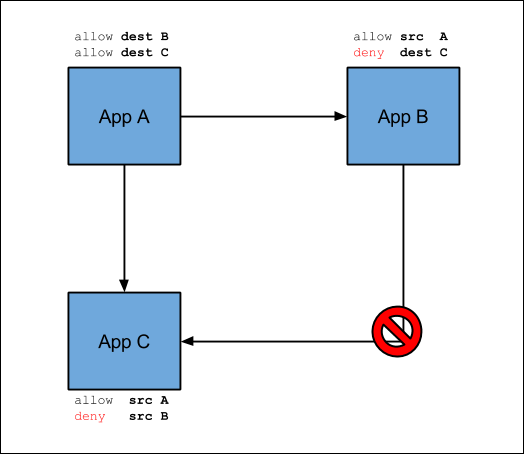 allow dest B
allow dest C
allow src A
deny dest C
App A
App B
App C
allow src A
deny src B